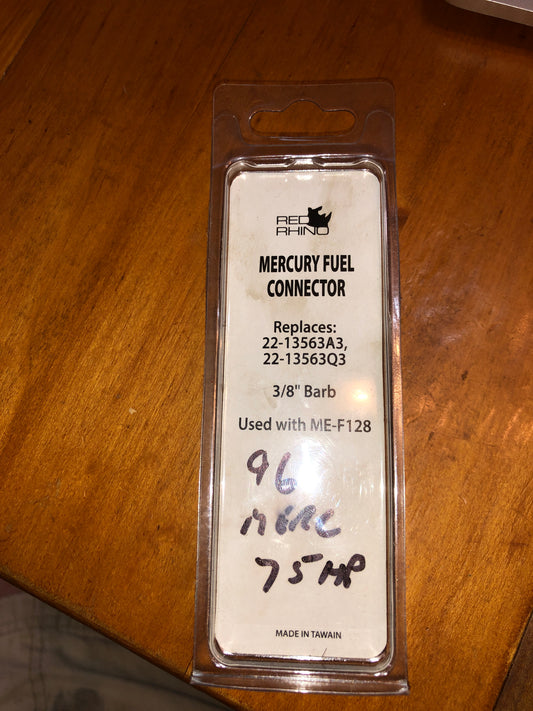 RED
RHINO
MERCURY FUEL
CONNECTOR
Replaces:
22-13563A3,
22-13563Q3
3/8" Barb
Used with ME-F128
96
MERC
75 HP
MADE IN TAWAIN